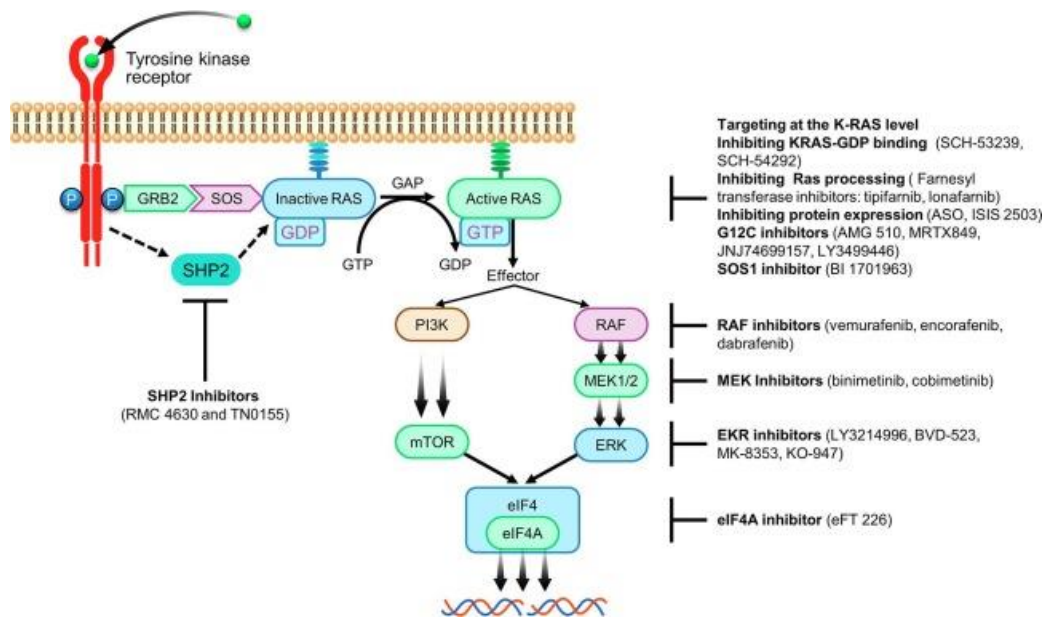 Tyrosine kinase
receptor
P
P
GRB2
SOS
Inactive RAS
GDP
GAP
GTP
GDP
Active RAS
GTP
SHP2
Effector
PI3K
RAF
MEK1/2
mTOR
ERK
eIF4
eIF4A
SHP2 Inhibitors
(RMC 4630 and TN0155)
Targeting at the K-RAS level
Inhibiting KRAS-GDP binding (SCH-53239,
SCH-54292)
Inhibiting Ras processing ( Farnesyl
transferase inhibitors: tipifarnib, lonafarnib)
Inhibiting protein expression (ASO, ISIS 2503)
G12C inhibitors (AMG 510, MRTX849,
JNJ74699157, LY3499446)
SOS1 inhibitor (BI 1701963)
RAF inhibitors (vemurafenib, encorafenib,
dabrafenib)
MEK Inhibitors (binimetinib, cobimetinib)
EKR inhibitors (LY3214996, BVD-523,
MK-8353, KO-947)
eIF4A inhibitor (eFT 226)